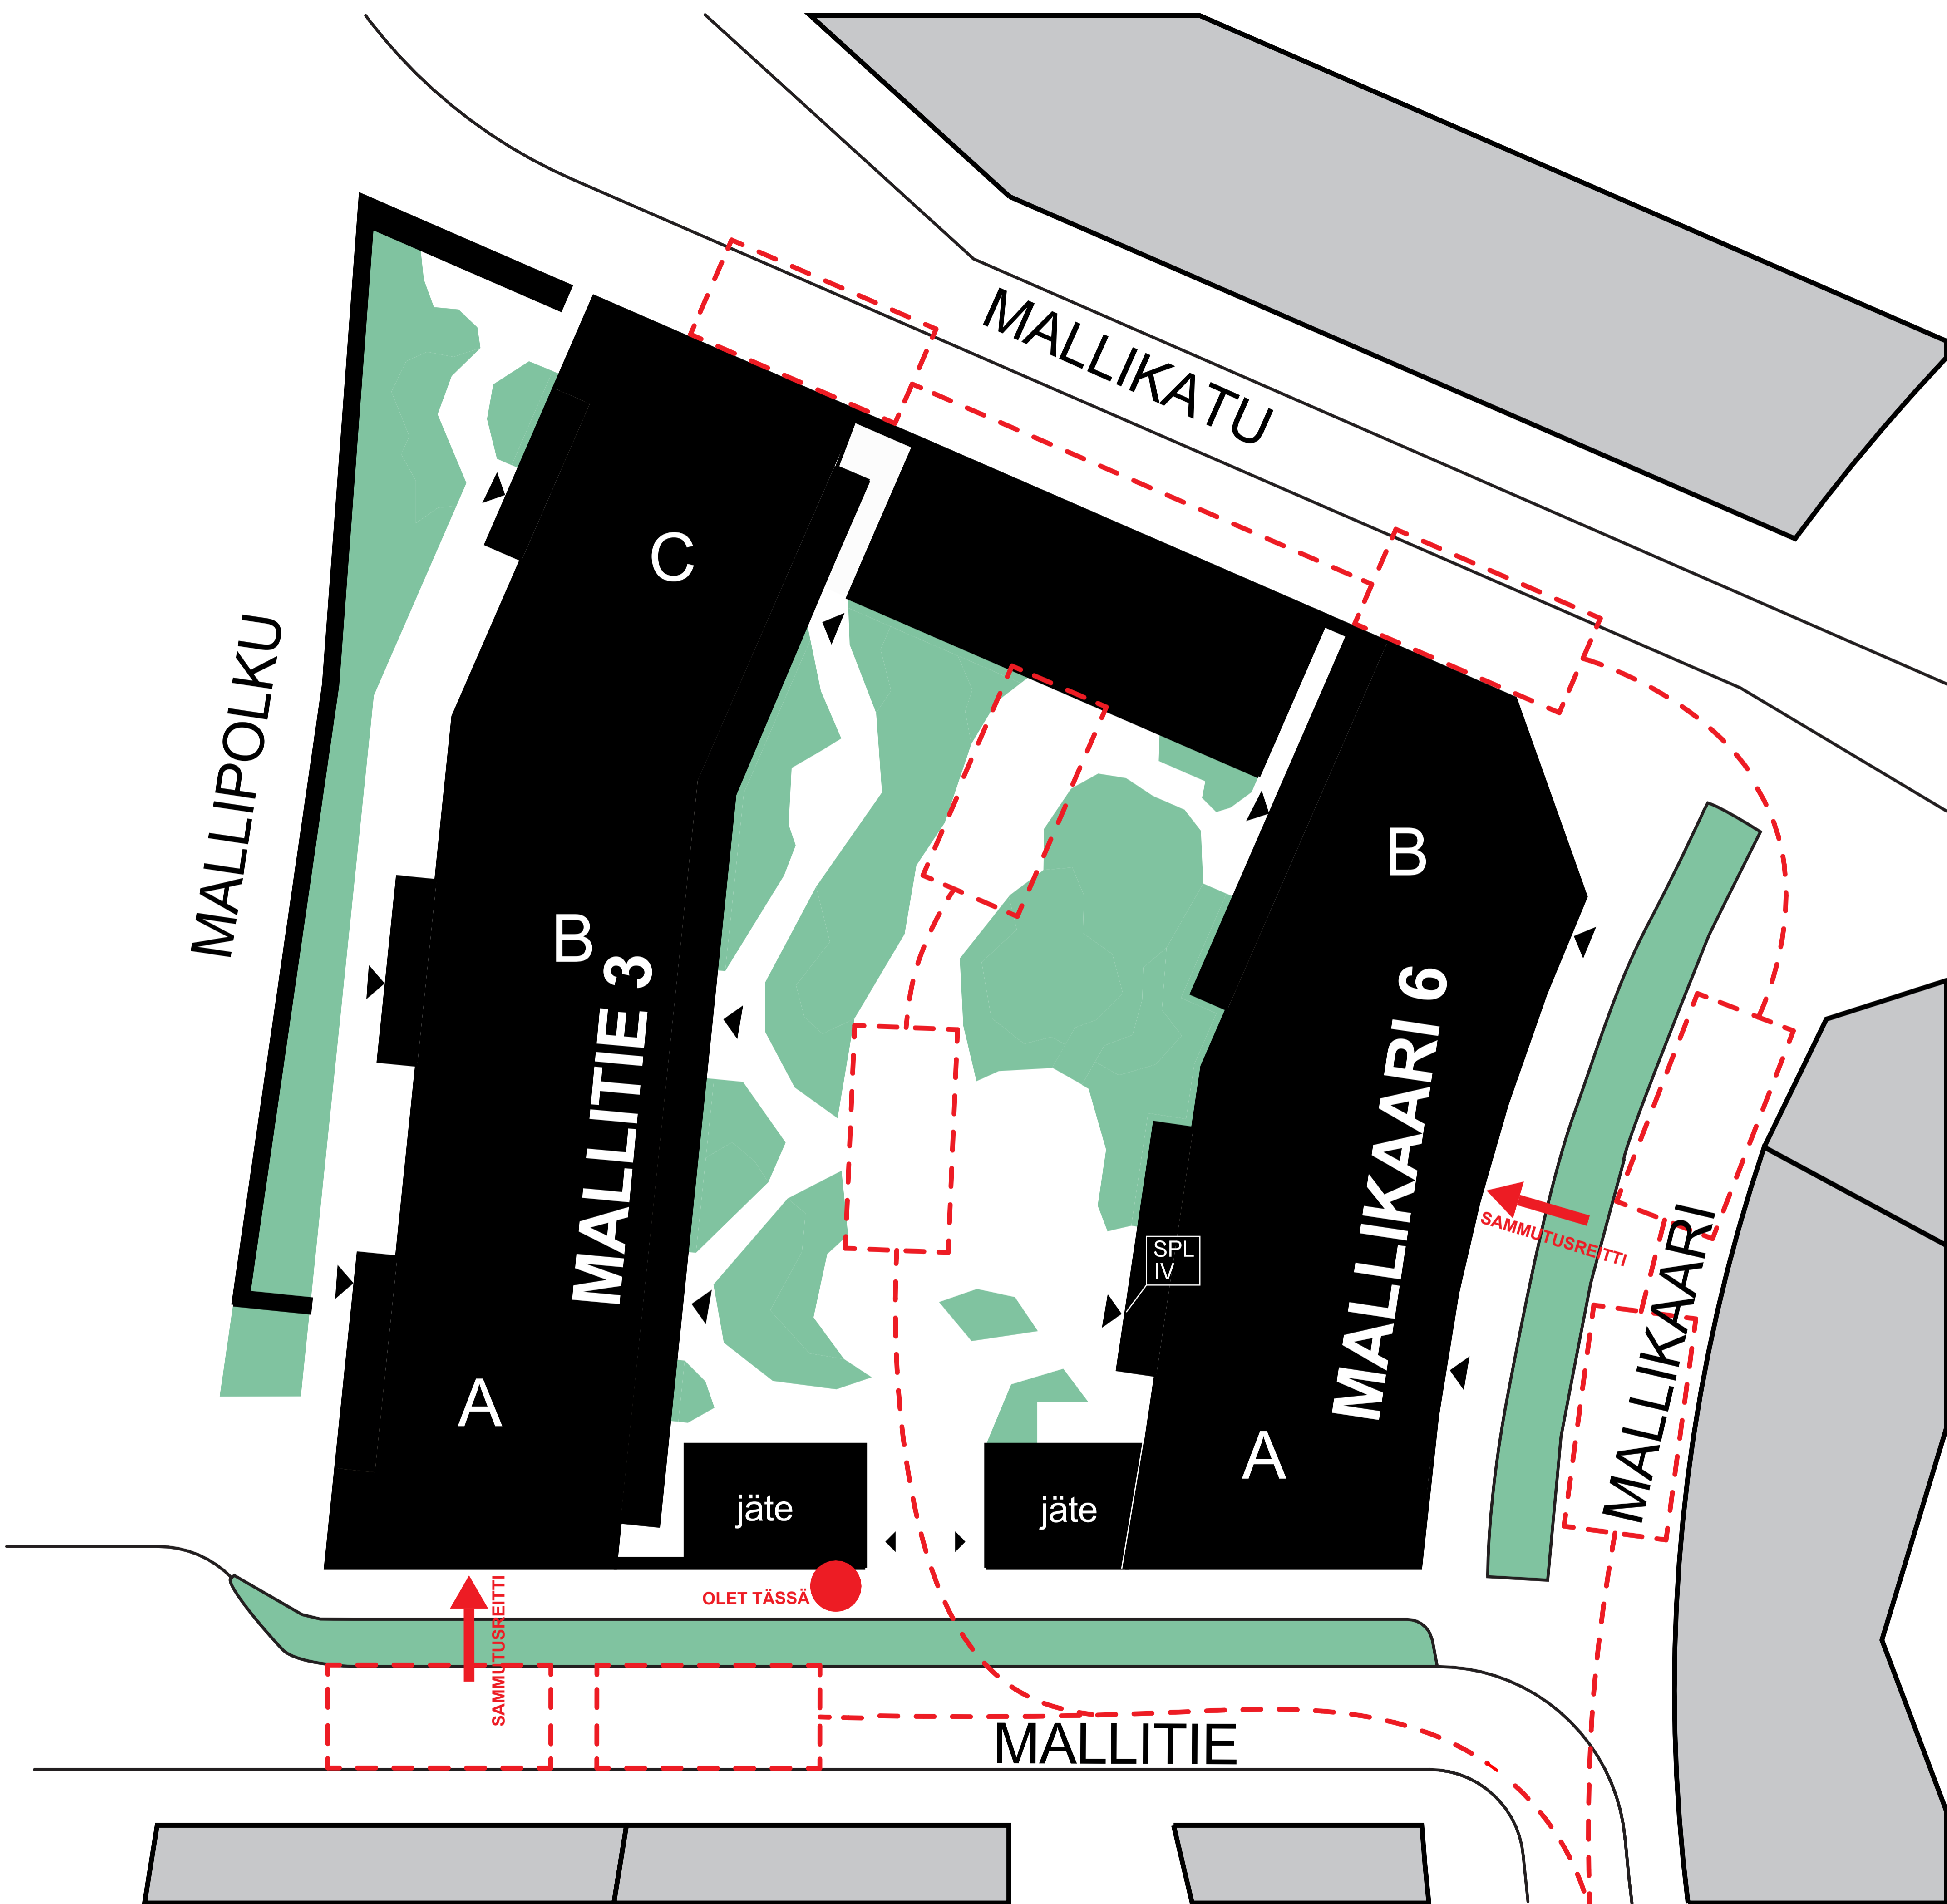 MALLIKATU
C
MALLIPOLKU
B
B
MALLITIE 3
MALLIKAARI 6
SAMMUTUSREITTI
MALLIKAARI
SPL
IV
A
A
jäte
jäte
OLET TÄSSÄ
SAMMUTUSREITTI
MALLITIE